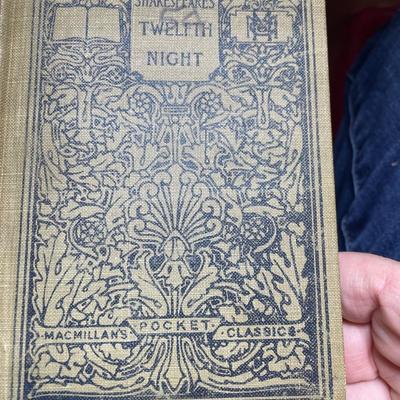 SHAKESPEARE'S
TWELFTH
NIGHT
MACMILLAN'S POCKET CLASSICS